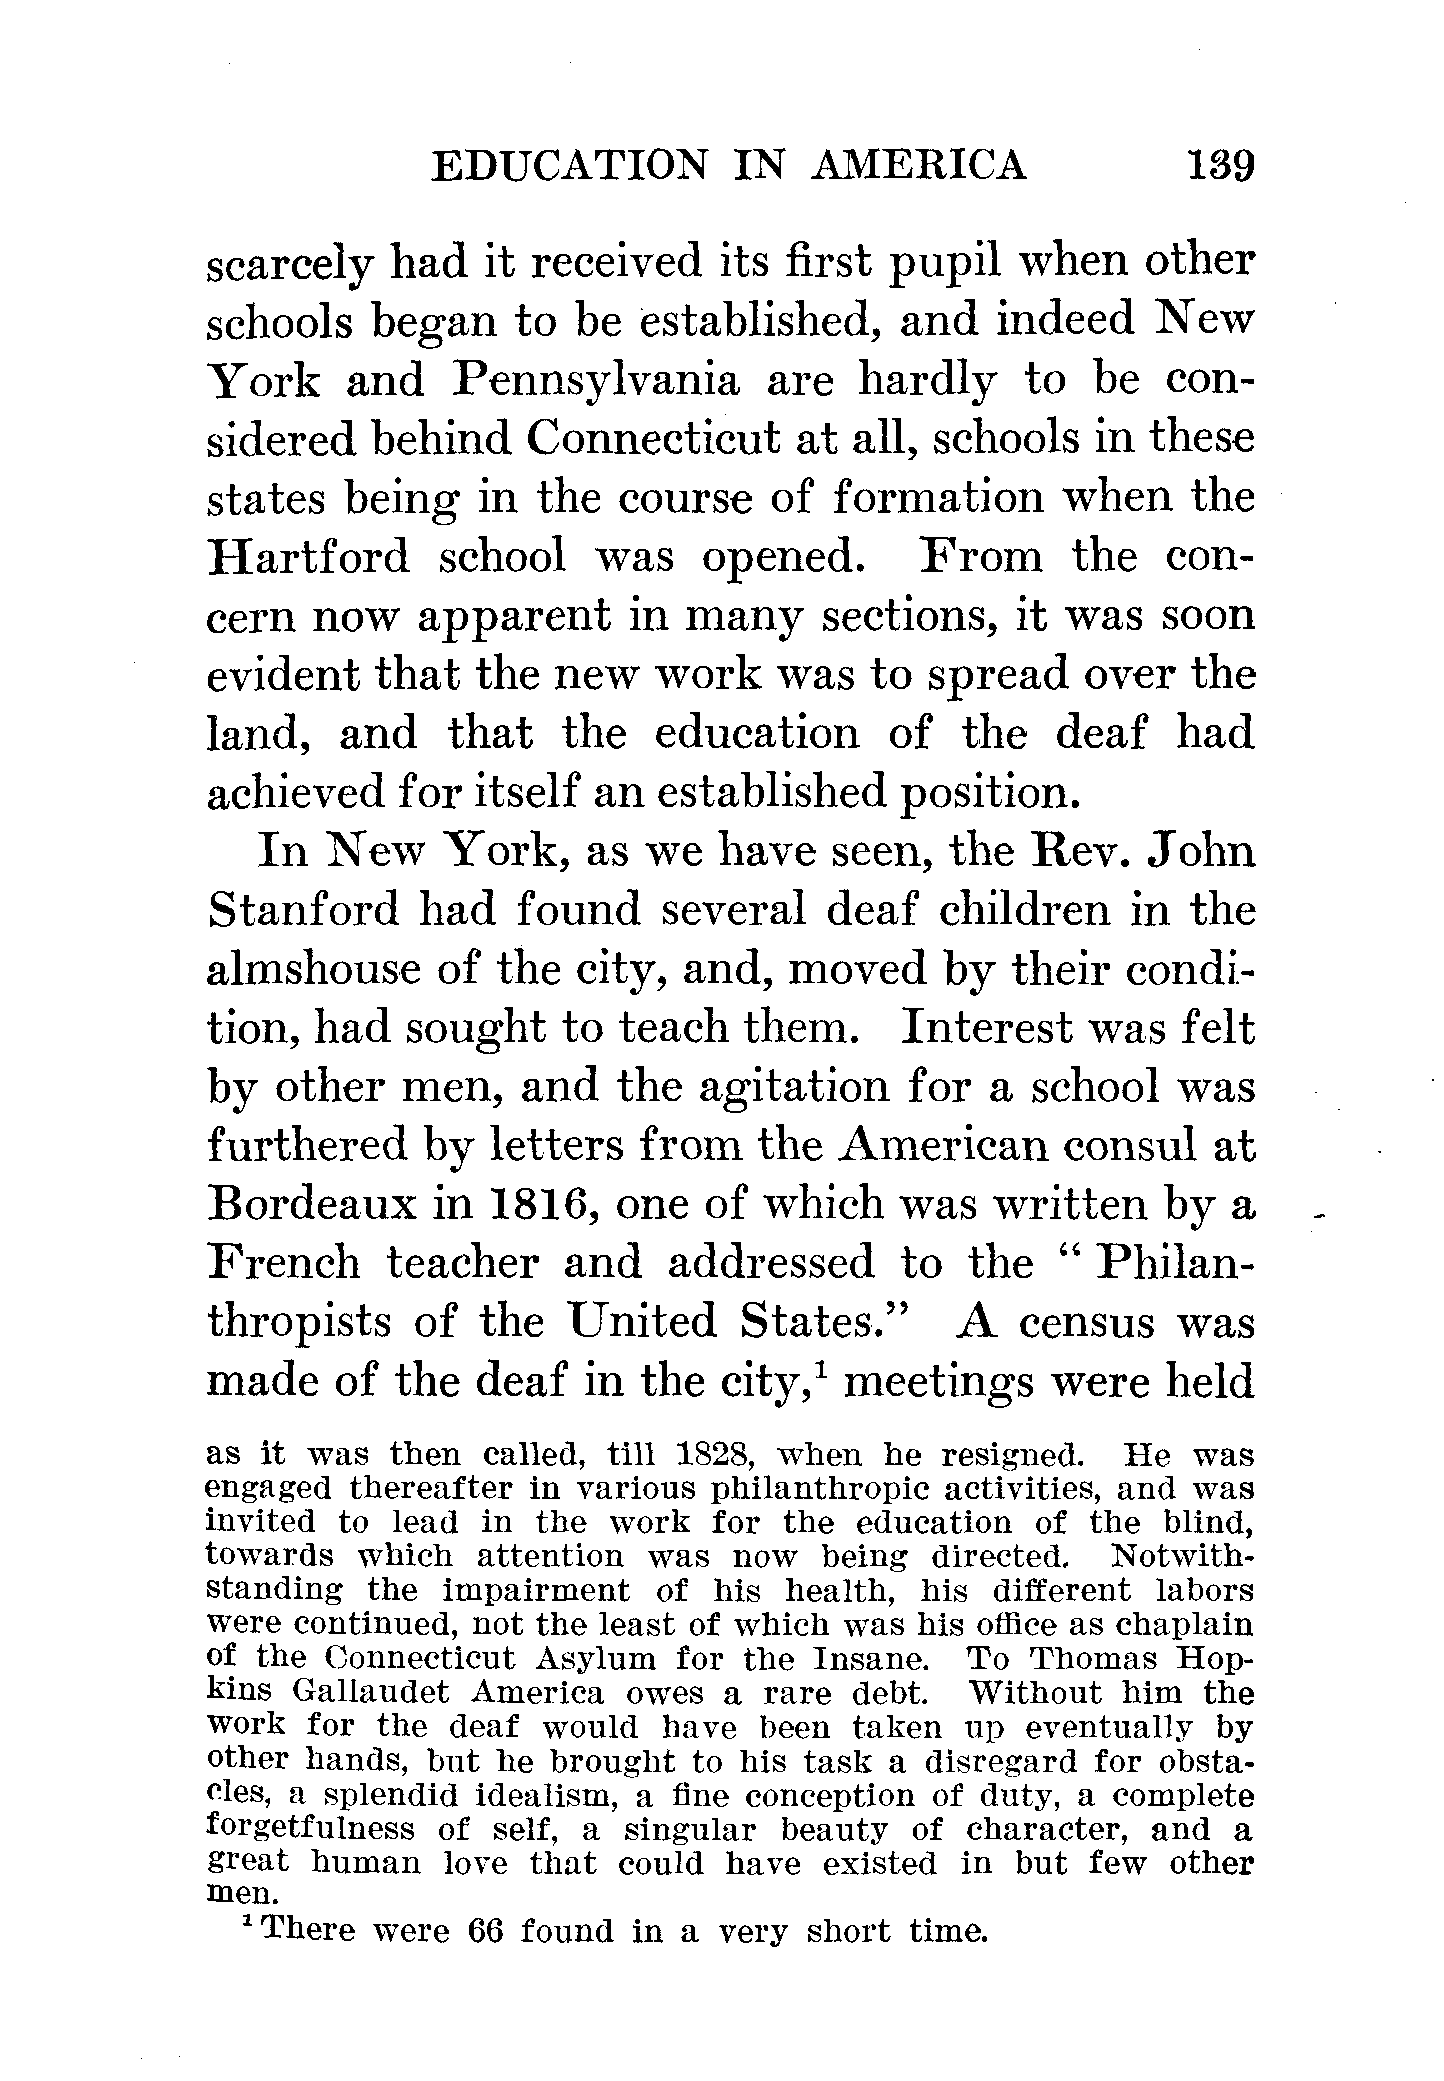 EDUCATION IN AMERICA 139
scarcely had it received its first pupil when other
schools began to be established, and indeed New
York and Pennsylvania are hardly to be con-
sidered behind Connecticut at all, schools in these
states being in the course of formation when the
Hartford school was opened. From the con-
cern now apparent in many sections, it was soon
evident that the new work was to spread over the
land, and that the education of the deaf had
achieved for itself an established position.
In New York, as we have seen, the Rev. John
Stanford had found several deaf children in the
almshouse of the city, and, moved by their condi-
tion, had sought to teach them. Interest was felt
by other men, and the agitation for a school was
furthered by letters from the American consul at
Bordeaux in 1816, one of which was written by a
French teacher and addressed to the “ Philan-
thropists of the United States.” A census was
made of the deaf in the city,¹ meetings were held
as it was then called, till 1828, when he resigned. He was
engaged thereafter in various philanthropic activities, and was
invited to lead in the work for the education of the blind,
towards which attention was now being directed. Notwith-
standing the impairment of his health, his different labors
were continued, not the least of which was his office as chaplain
of the Connecticut Asylum for the Insane. To Thomas Hop-
kins Gallaudet America owes a rare debt. Without him the
work for the deaf would have been taken up eventually by
other hands, but he brought to his task a disregard for obsta-
cles, a splendid idealism, a fine conception of duty, a complete
forgetfulness of self, a singular beauty of character, and a
great human love that could have existed in but few other
men.
¹ There were 66 found in a very short time.